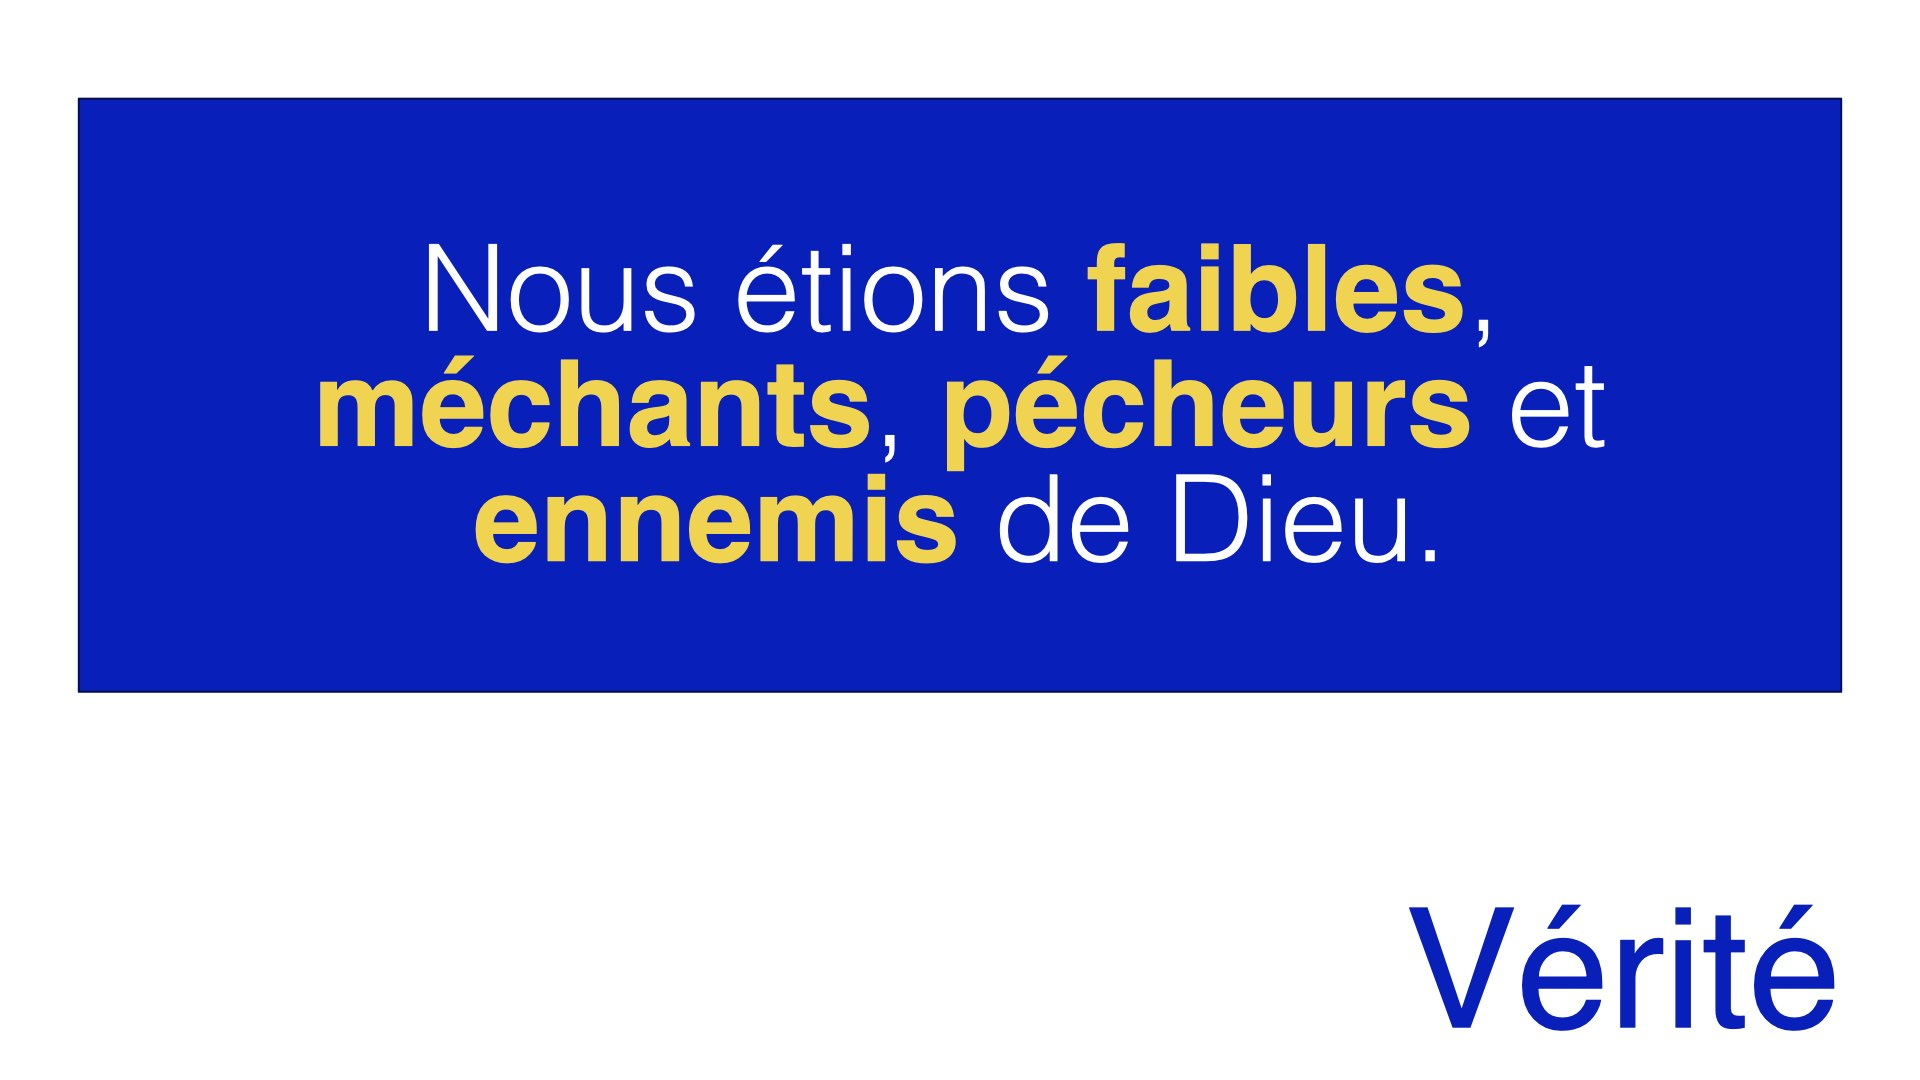 Nous étions faibles,
méchants, pécheurs et
ennemis de Dieu.
Vérité